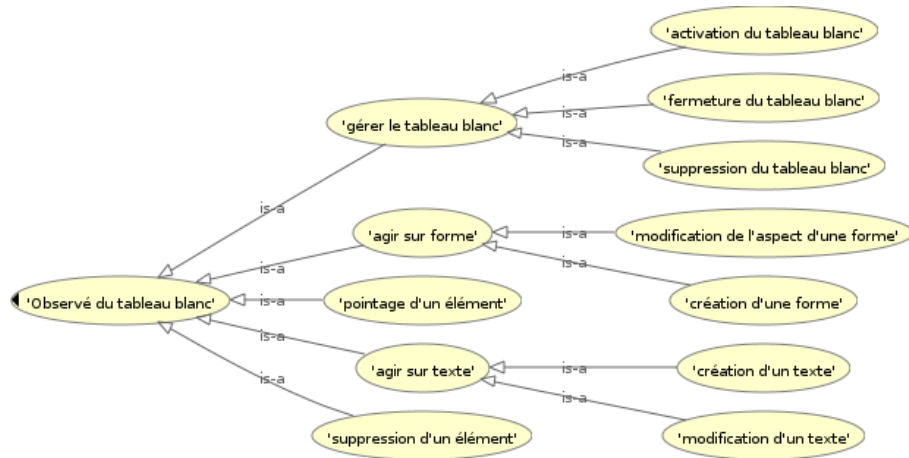 'activation du tableau blanc'
is-a
'fermeture du tableau blanc'
is-a
'gérer le tableau blanc'
is-a
'suppression du tableau blanc'
is-a
'agir sur forme'
is-a
'modification de l'aspect d'une forme'
is-a
is-a
'Observé du tableau blanc'
is-a
'pointage d'un élément'
'création d'une forme'
is-a
'agir sur texte'
is-a
'création d'un texte'
is-a
is-a
'suppression d'un élément'
'modification d'un texte'